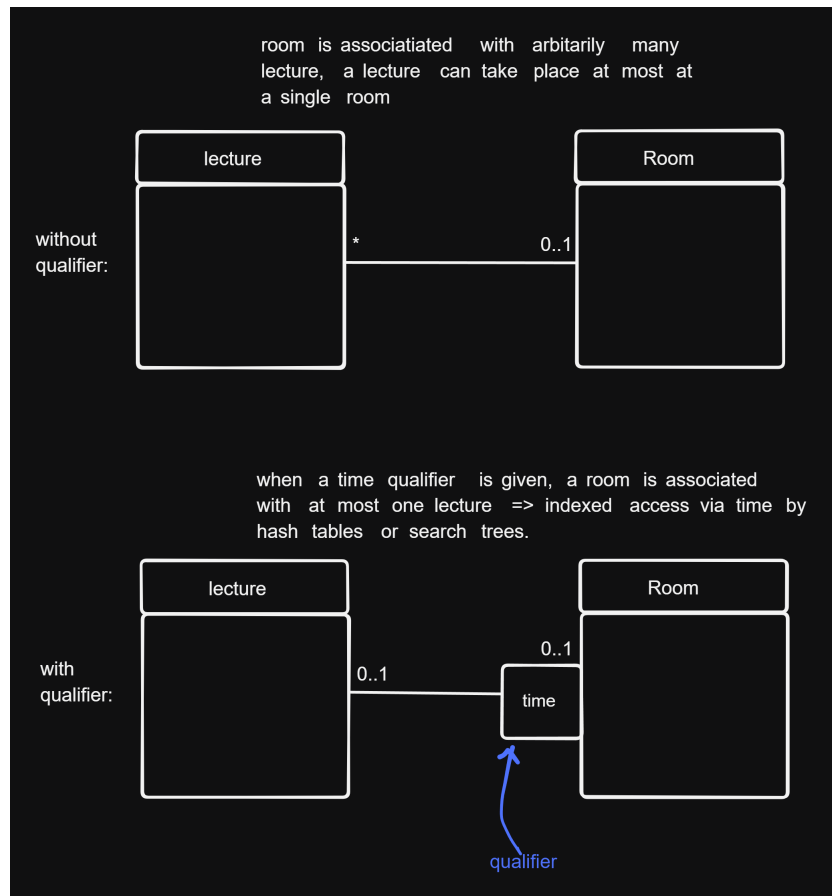 room is associatiated with arbitarily many
lecture, a lecture can take place at most at
a single room
lecture
Room
without
qualifier:
*
0..1
when a time qualifier is given, a room is associated
with at most one lecture => indexed access via time by
hash tables or search trees.
lecture
Room
with
qualifier:
0..1
0..1
time
qualifier